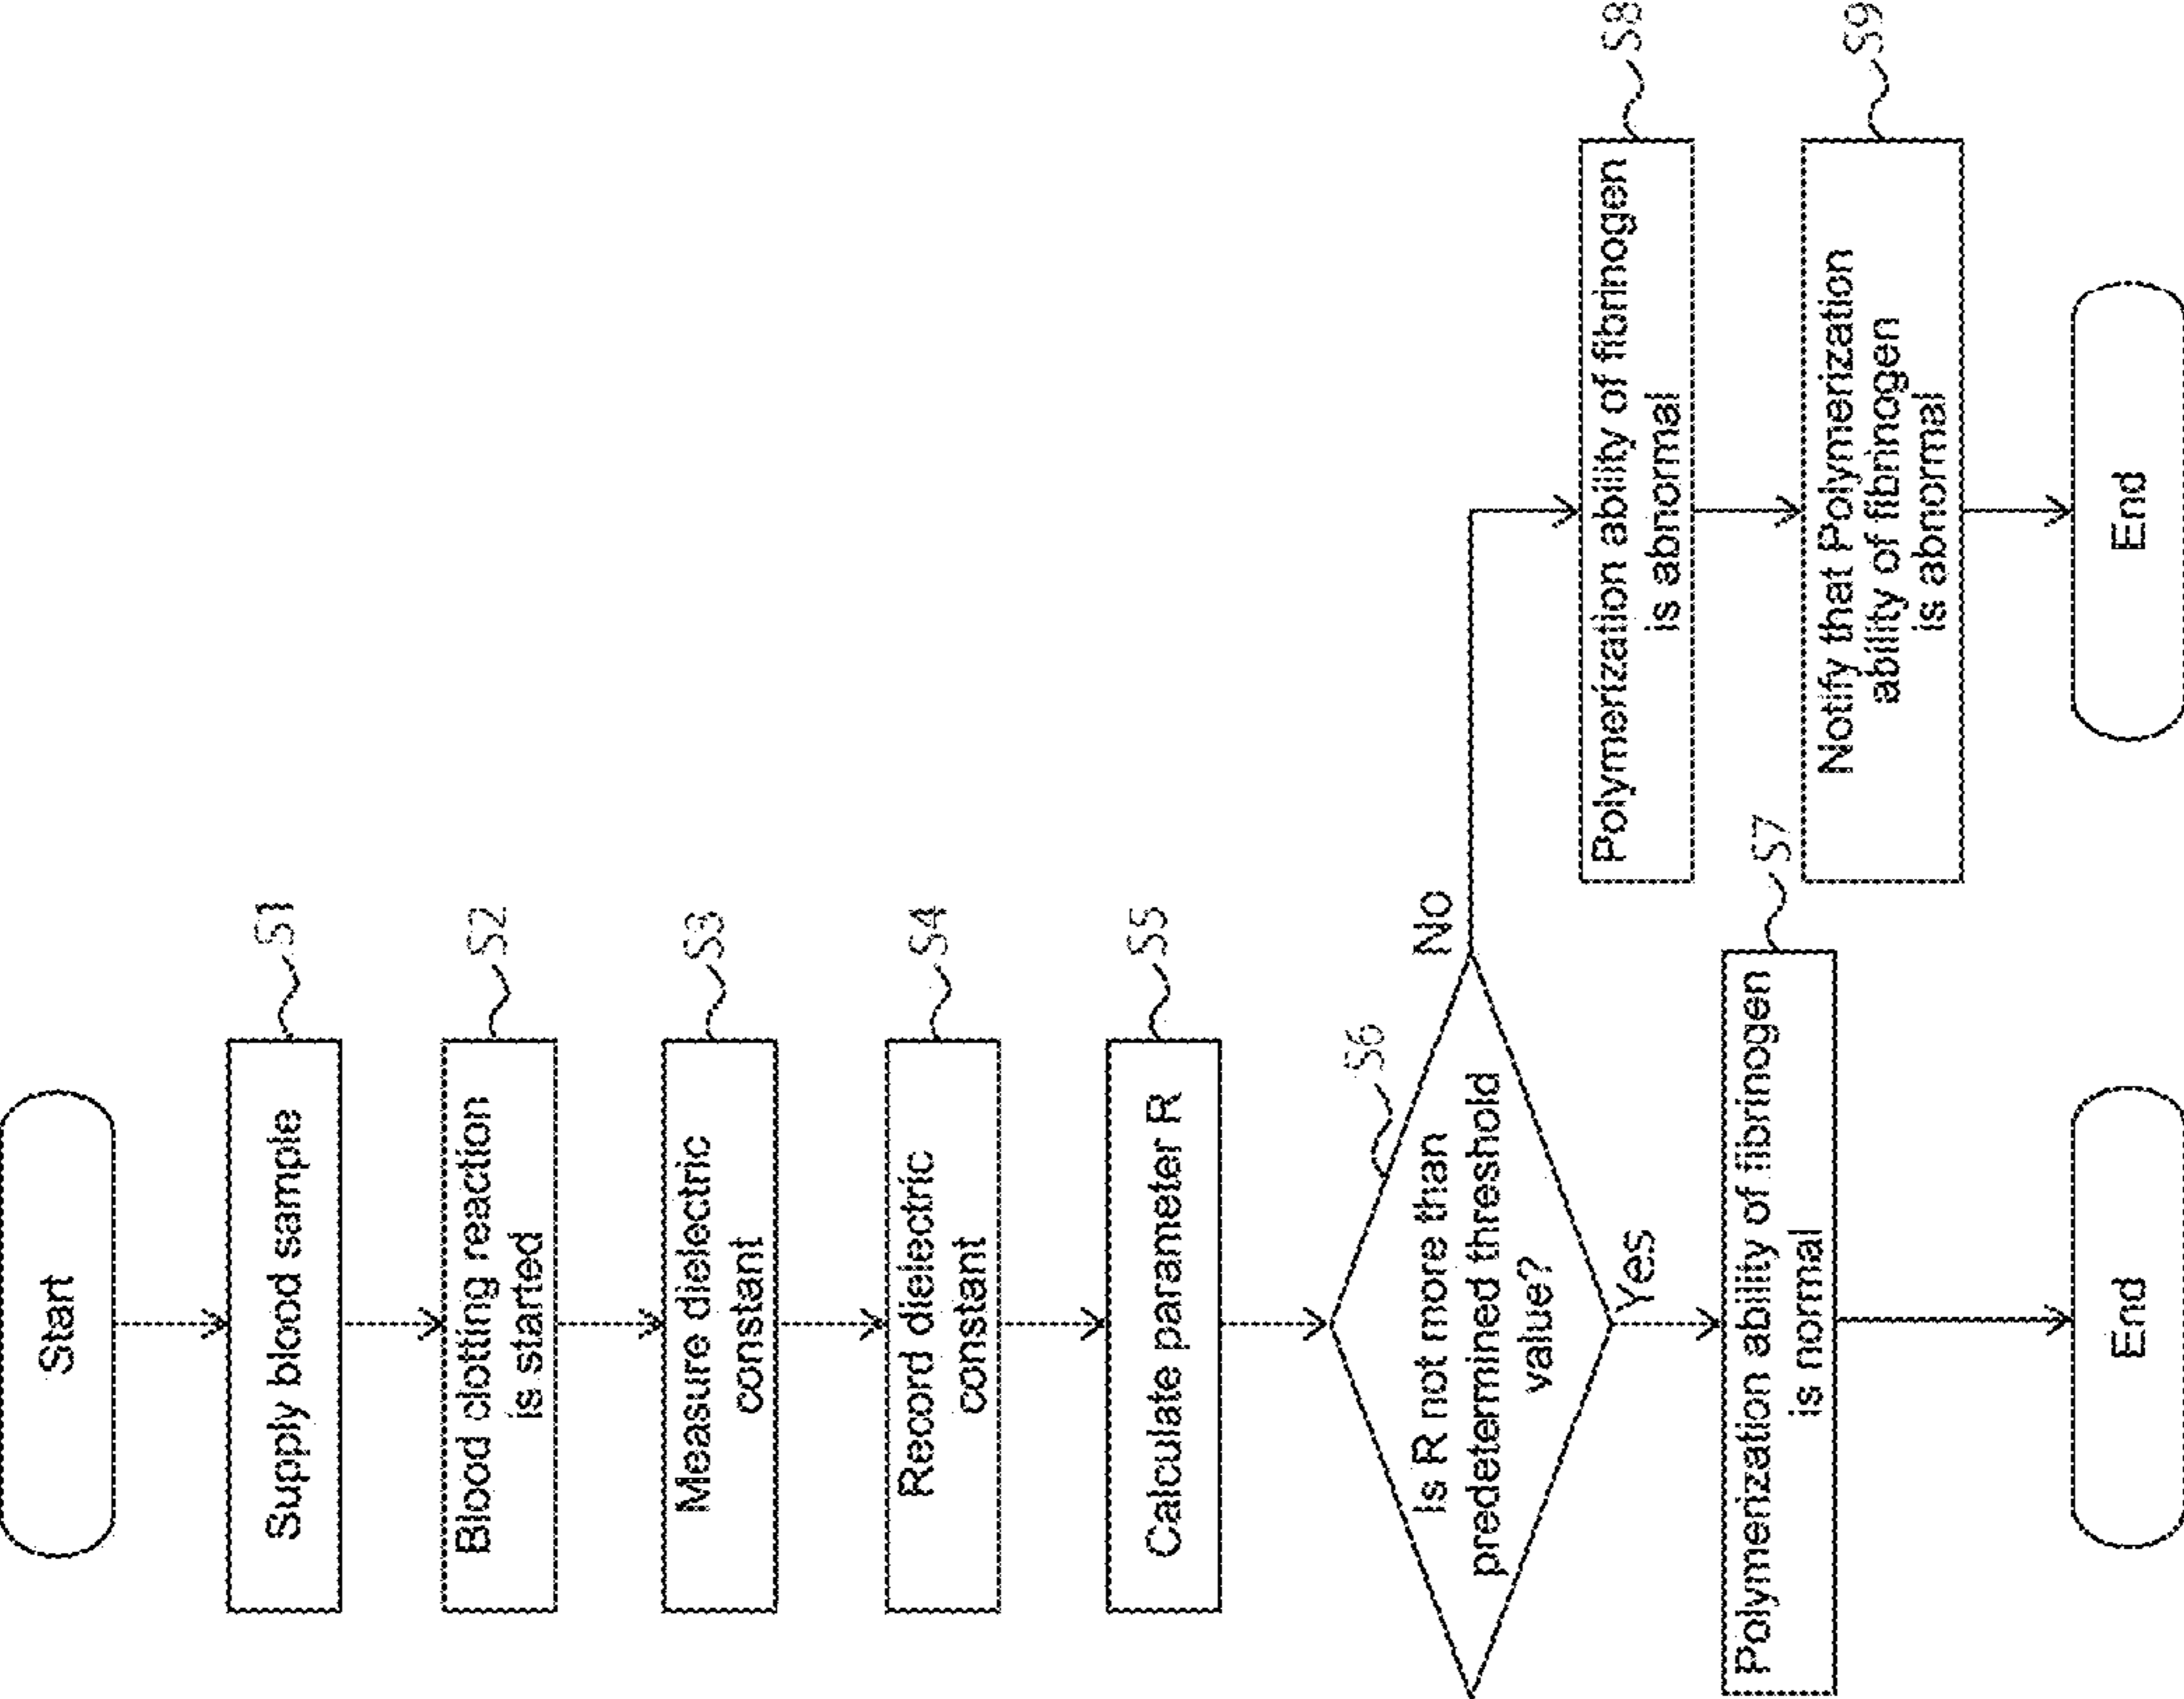 Start
Supply blood sample
S1
Blood clotting reaction
is started
S2
Measure dielectric
constant
S3
Record dielectric
constant
S4
Calculate parameter R
S5
Is R not more than
predetermined threshold
value?
S6
No
Yes
Polymerization ability of fibrinogen
is normal
S7
End
Polymerization ability of fibrinogen
is abnormal
S8
Notify that Polymerization
ability of fibrinogen
is abnormal
S9
End